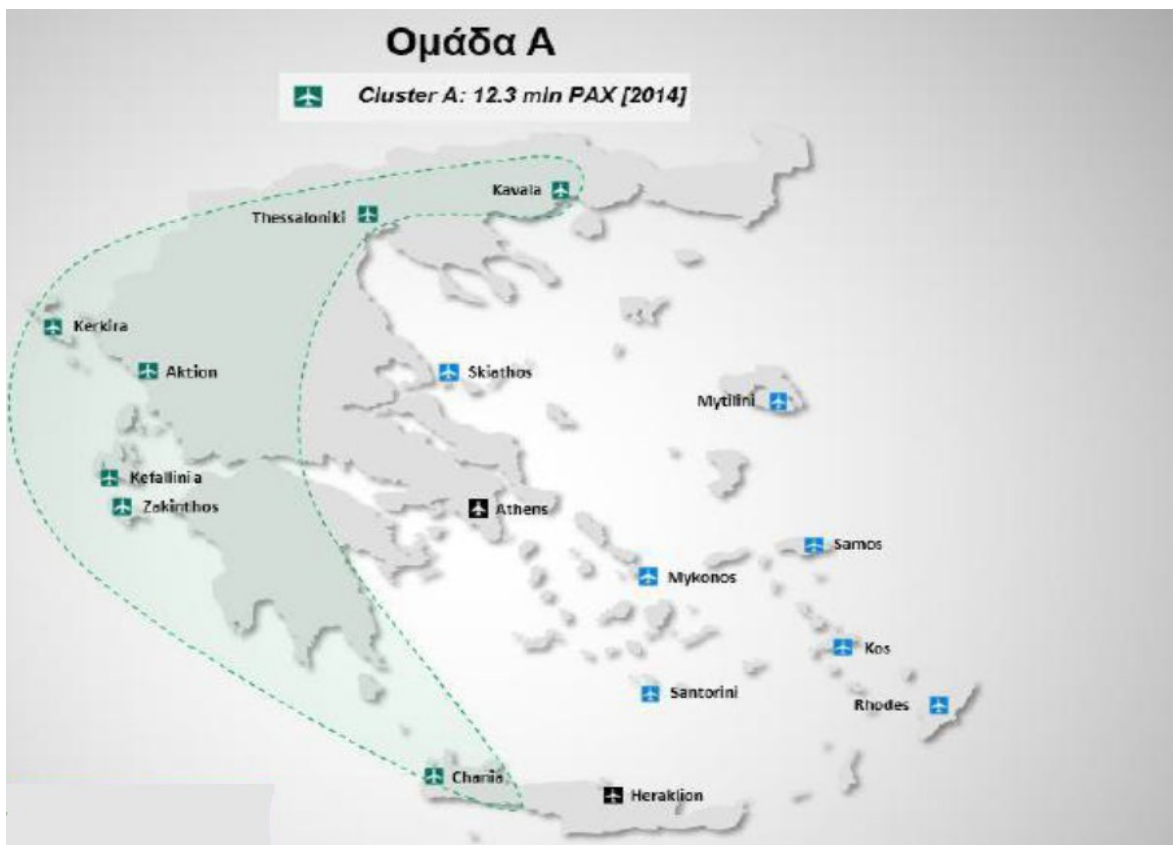 Ομάδα Α
Cluster A: 12.3 mln PAX [2014]
Kavala
Thessaloniki
Kerkira
Aktion
Skiathos
Mytilini
Kefallinia
Zakinthos
Athens
Samos
Mykonos
Kos
Santorini
Rhodes
Chania
Heraklion